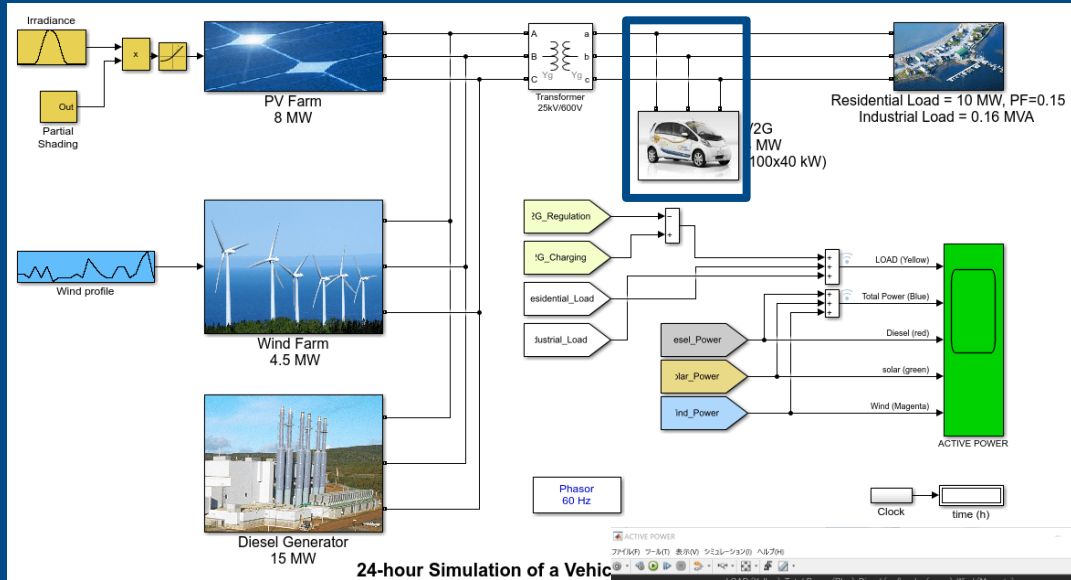 Irradiance
x
Out
Partial
Shading
PV Farm
8 MW
A
B
C
a
b
c
Yg
Yg
Transformer
25kV/600V
Residential Load = 10 MW, PF=0.15
Industrial Load = 0.16 MVA
/2G
MW
100x40 kW)
Wind profile
Wind Farm
4.5 MW
2G_Regulation
G_Charging
esidential_Load
dustrial_Load
esel_Power
lar_Power
ind_Power
LOAD (Yellow)
Total Power (Blue)
Diesel (red)
solar (green)
Wind (Magenta)
ACTIVE POWER
Diesel Generator
15 MW
Phasor
60 Hz
Clock
time (h)
24-hour Simulation of a Vehic
ACTIVE POWER
ファイル(F) ツール(T) 表示(V) シミュレーション(I) ヘルプ(H)